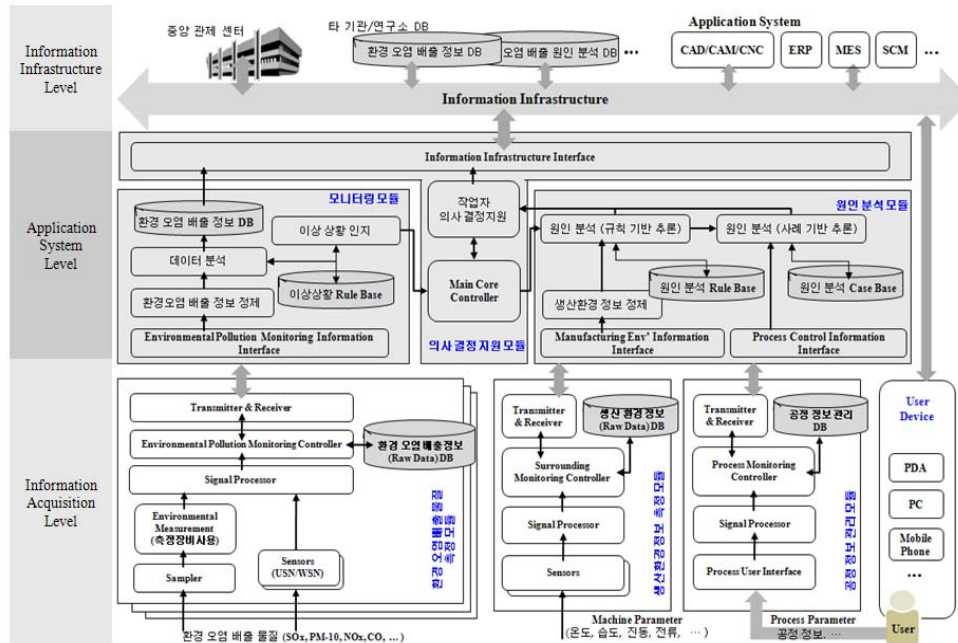 Information
Infrastructure
Level
중앙 관제 센터
타 기관/연구소 DB
환경 오염 배출 정보 DB
오염 배출 원인 분석 DB
...
Application System
CAD/CAM/CNC
ERP
MES
SCM
...
Information Infrastructure
Application
System
Level
Information Infrastructure Interface
모니터링 모듈
환경 오염 배출 정보 DB
이상 상황 인지
데이터 분석
이상상황 Rule Base
환경오염 배출 정보 정제
Environmental Pollution Monitoring Information
Interface
작업자
의사 결정지원
Main Core
Controller
의사 결정 지원 모듈
원인 분석 모듈
원인 분석 (규칙 기반 추론)
원인 분석 (사례 기반 추론)
원인 분석 Rule Base
원인 분석 Case Base
생산환경 정보 정제
Manufacturing Env' Information
Interface
Process Control Information
Interface
Information
Acquisition
Level
Transmitter & Receiver
Environmental Pollution Monitoring Controller
환경 오염 배출정보
(Raw Data) DB
Signal Processor
Environmental
Measurement
(측정장비 사용)
Sampler
Sensors
(USN/WSN)
환경 오염 배출 물질
측정 모듈
환경 오염 배출 물질 (SOx, PM-10, NOx, CO, ...)
Transmitter
& Receiver
생산 환경 정보
(Raw Data) DB
Surrounding
Monitoring Controller
Signal Processor
Sensors
생산환경정보 측정모듈
Machine Parameter
(온도, 습도, 진동, 전류, ...)
Transmitter
& Receiver
공정 정보 관리
DB
Process Monitoring
Controller
Signal Processor
Process User Interface
공정 정보 관리 모듈
Process Parameter
공정 정보, ...
User
Device
PDA
PC
Mobile
Phone
...
User